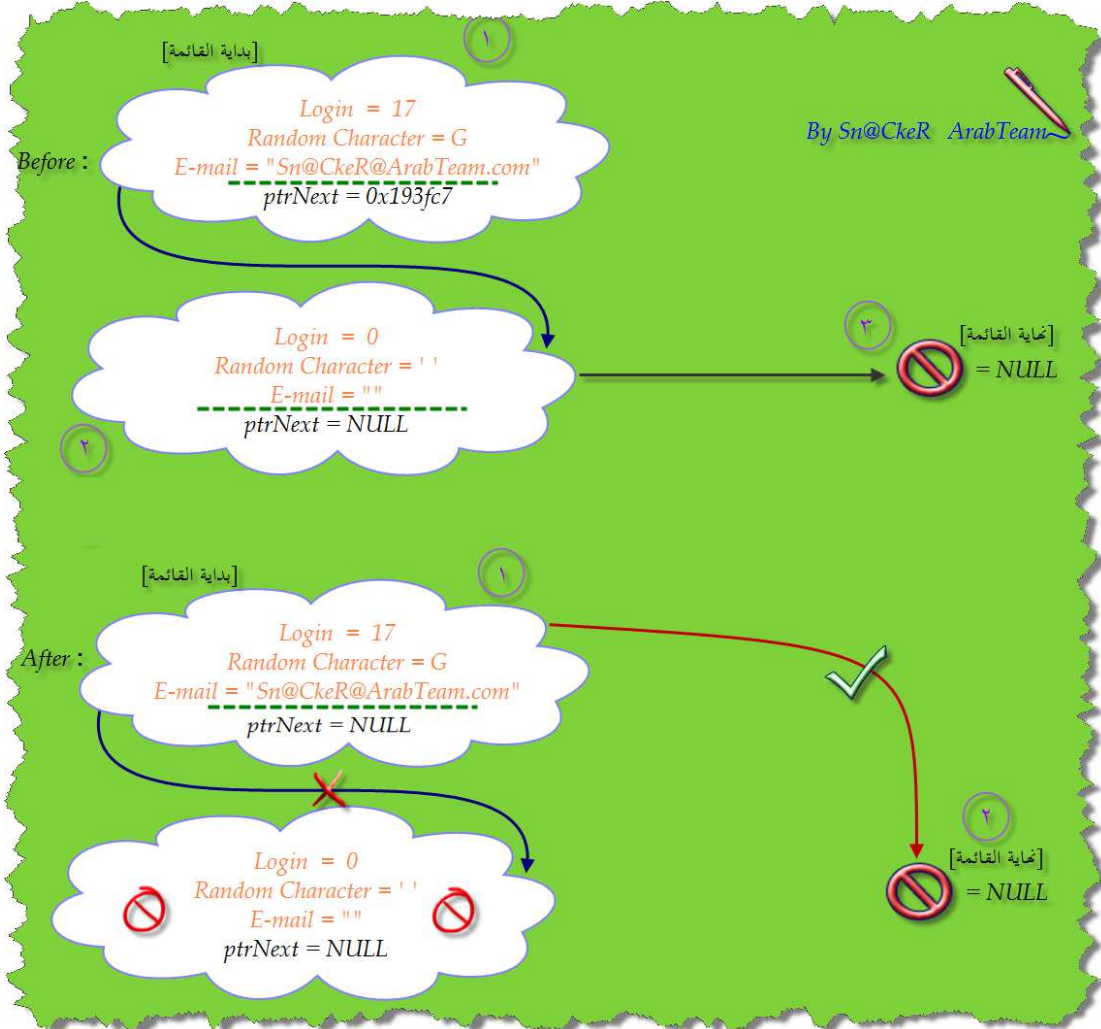 [بداية القائمة]
١
Login = 17
Random Character = G
E-mail = "Sn@CkeR@ArabTeam.com"
ptrNext = 0x193fc7
By Sn@CkeR ArabTeam
Before :
Login = 0
Random Character = ' '
E-mail = ""
ptrNext = NULL
٢
٣
[نهاية القائمة]
= NULL
[بداية القائمة]
١
Login = 17
Random Character = G
E-mail = "Sn@CkeR@ArabTeam.com"
ptrNext = NULL
After :
Login = 0
Random Character = ' '
E-mail = ""
ptrNext = NULL
٢
[نهاية القائمة]
= NULL